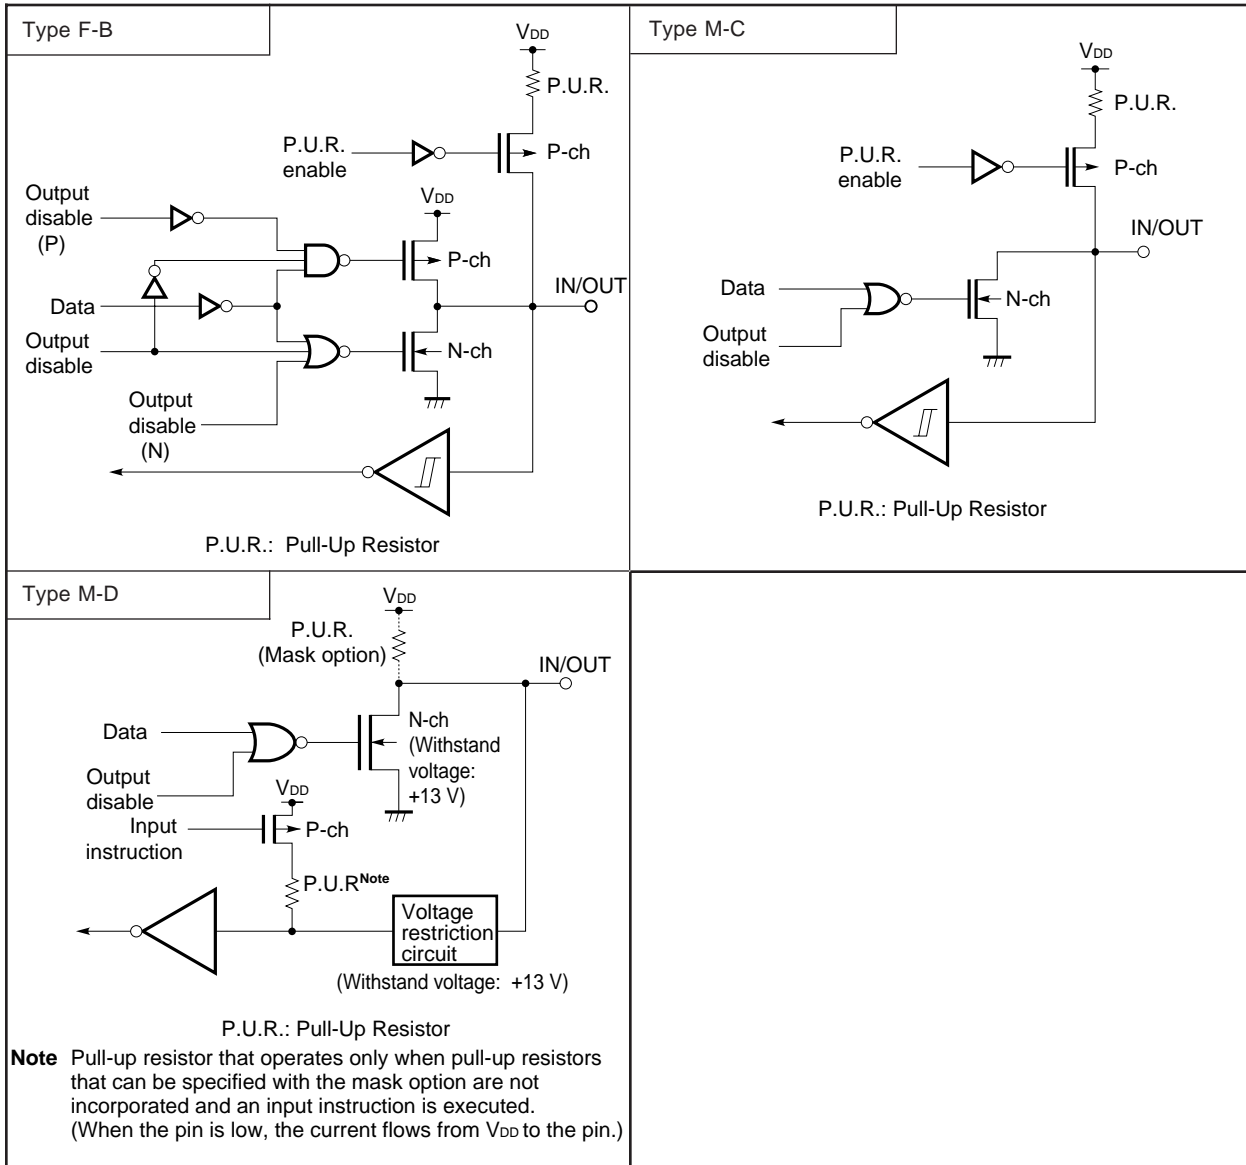 Type F-B
VDD
P.U.R.
P.U.R.
enable
P-ch
Output
disable
(P)
VDD
P-ch
IN/OUT
Data
Output
disable
N-ch
Output
disable
(N)
P.U.R.: Pull-Up Resistor
Type M-C
VDD
P.U.R.
P.U.R.
enable
P-ch
IN/OUT
Data
N-ch
Output
disable
P.U.R.: Pull-Up Resistor
Type M-D
VDD
P.U.R.
(Mask option)
IN/OUT
Data
N-ch
(Withstand
voltage:
+13 V)
Output
disable
VDD
Input
instruction
P-ch
P.U.RNote
Voltage
restriction
circuit
(Withstand voltage: +13 V)
P.U.R.: Pull-Up Resistor
Note Pull-up resistor that operates only when pull-up resistors
that can be specified with the mask option are not
incorporated and an input instruction is executed.
(When the pin is low, the current flows from VDD to the pin.)